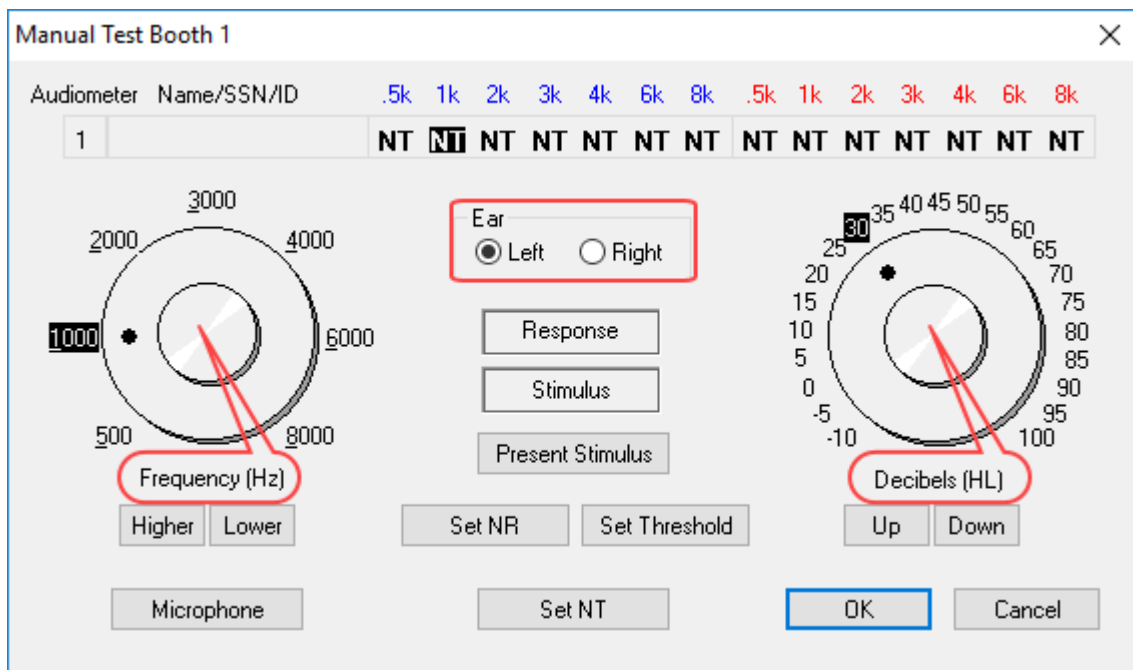 Manual Test Booth 1
Audiometer Name/SSN/ID .5k 1k 2k 3k 4k 6k 8k .5k 1k 2k 3k 4k 6k 8k
1 NT NT NT NT NT NT NT NT NT NT NT NT NT NT
3000
2000 4000
1000 6000
500 8000
Frequency (Hz)
Higher Lower
Microphone
Ear
Left Right
Response
Stimulus
Present Stimulus
Set NR Set Threshold
Set NT
35 40 45 50 55
30 60
25 65
20 70
15 75
10 80
5 85
0 90
-5 95
-10 100
Decibels (HL)
Up Down
OK Cancel